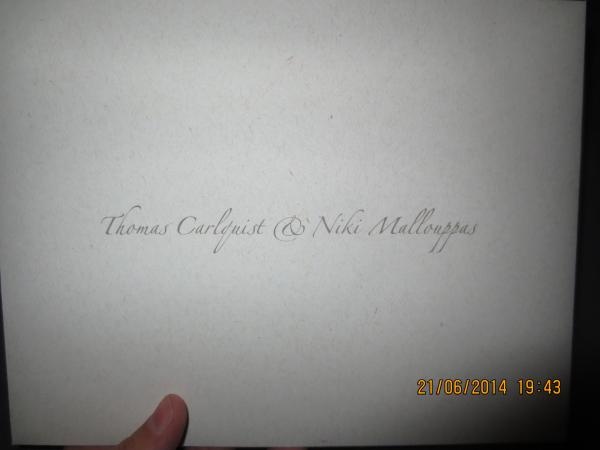 Thomas Carlquist & Niki Mallouppas
21/06/2014 19:43